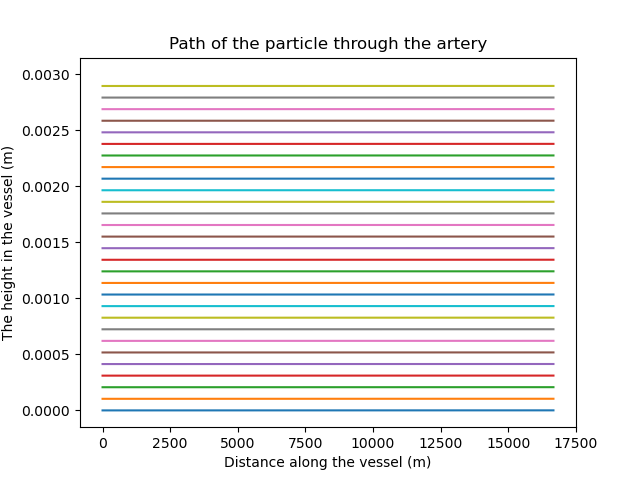 Path of the particle through the artery
The height in the vessel (m)
0.0030
0.0025
0.0020
0.0015
0.0010
0.0005
0.0000
0 2500 5000 7500 10000 12500 15000 17500
Distance along the vessel (m)